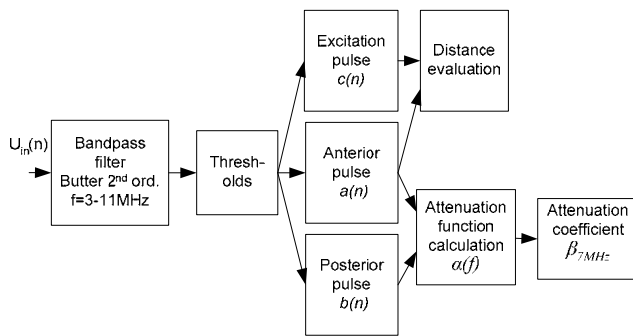 U_in(n)
Bandpass
filter
Butter 2nd ord.
f=3-11MHz
Thresh-
olds
Excitation
pulse
c(n)
Anterior
pulse
a(n)
Posterior
pulse
b(n)
Distance
evaluation
Attenuation
function
calculation
α(f)
Attenuation
coefficient
β_7MHz